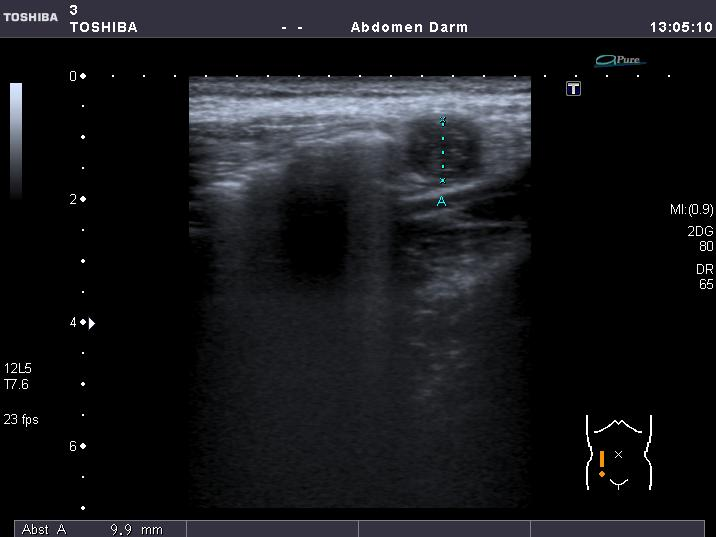 TOSHIBA
3
TOSHIBA - - Abdomen Darm 13:05:10
aPure
T
0
2
A
MI:(0.9)
2DG
80
DR
65
4
12L5
T7.6
23 fps
6
Abst A 9.9 mm